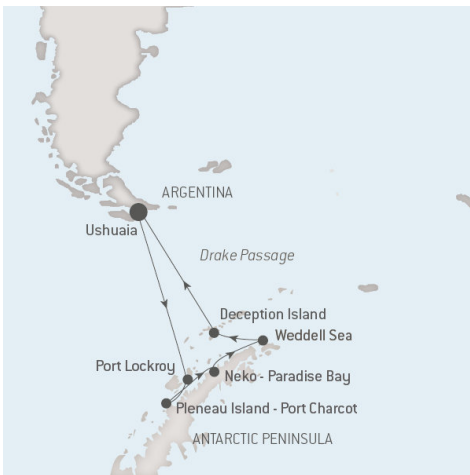 ARGENTINA
Ushuaia
Drake Passage
Deception Island
Weddell Sea
Port Lockroy
Neko - Paradise Bay
Pleneau Island - Port Charcot
ANTARCTIC PENINSULA